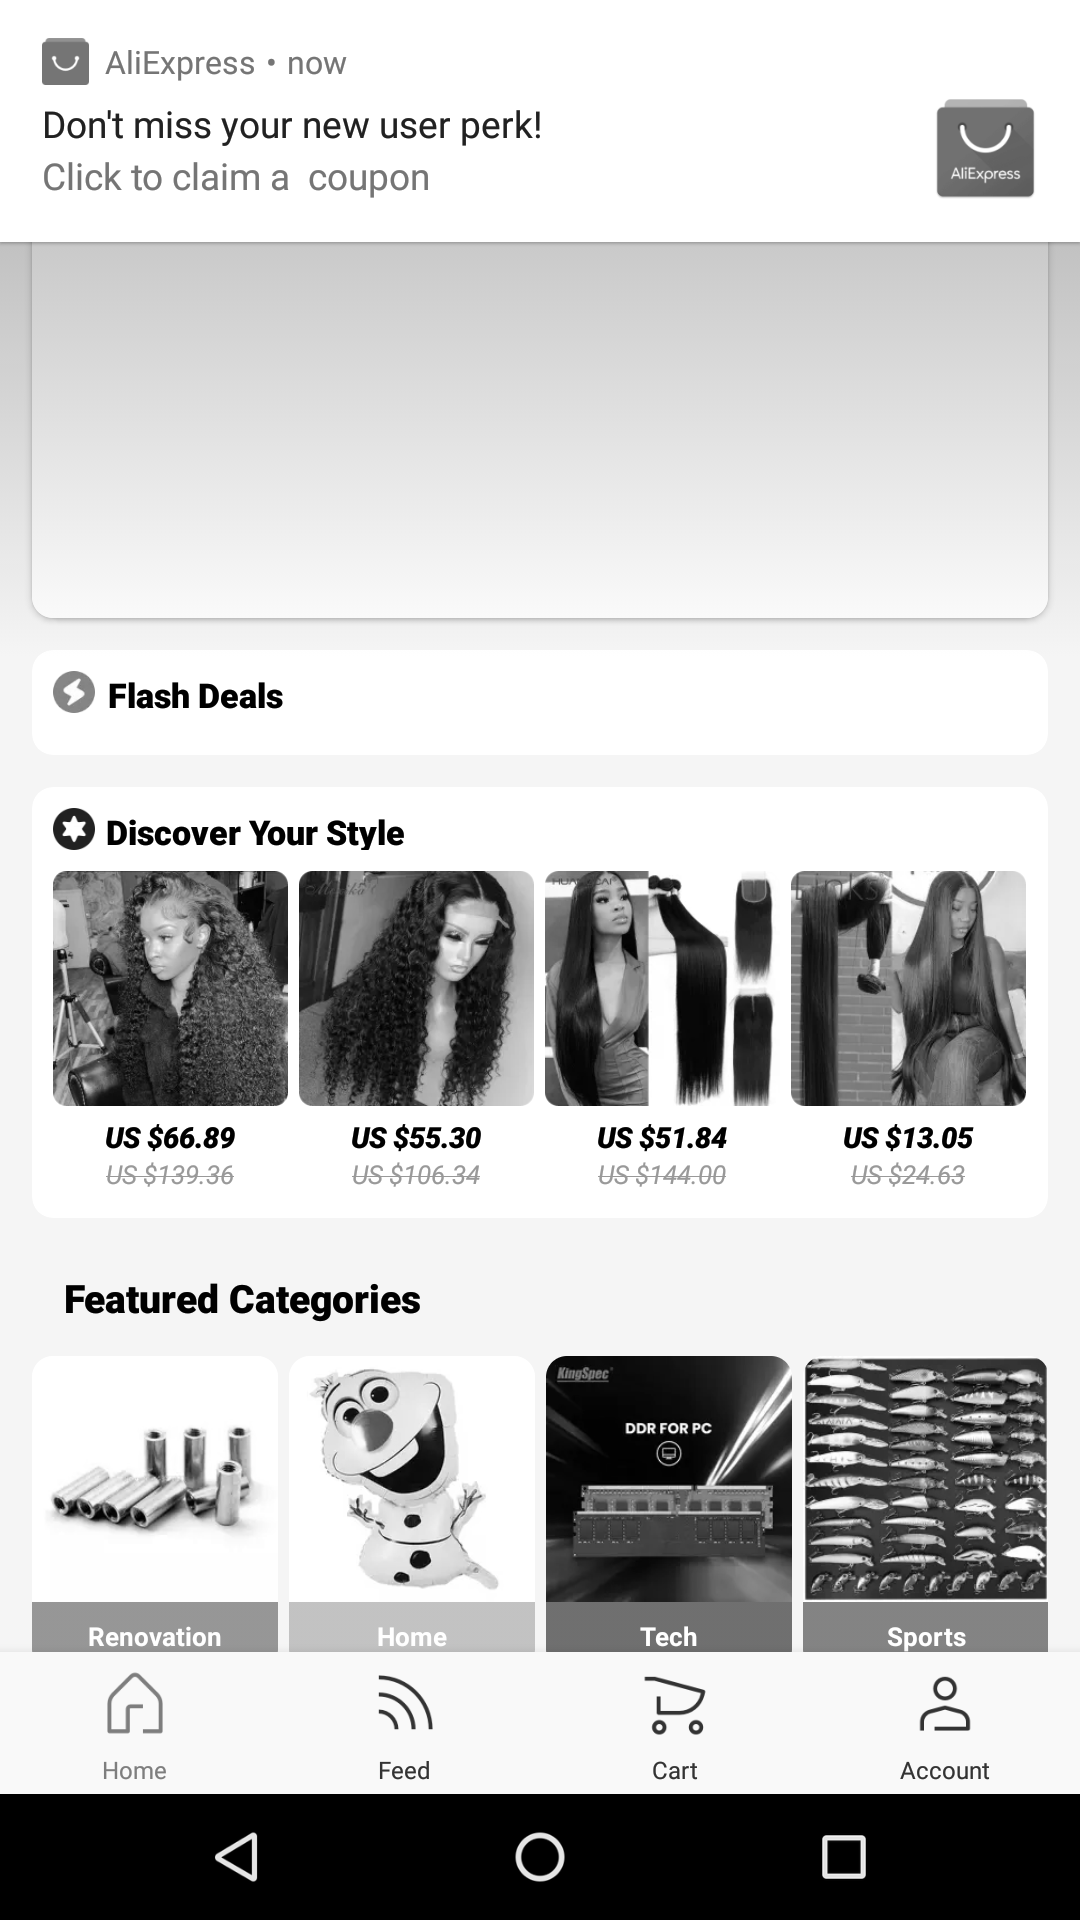 AliExpress • now
Don't miss your new user perk!
Click to claim a  coupon
AliExpress
Flash Deals
Discover Your Style
US $66.89
US $55.30
US $51.84
US $13.05
US $139.36
US $106.34
US $144.00
US $24.63
Featured Categories
KingSpec
DDR FOR PC
Renovation
Home
Tech
Sports
Home
Feed
Cart
Account